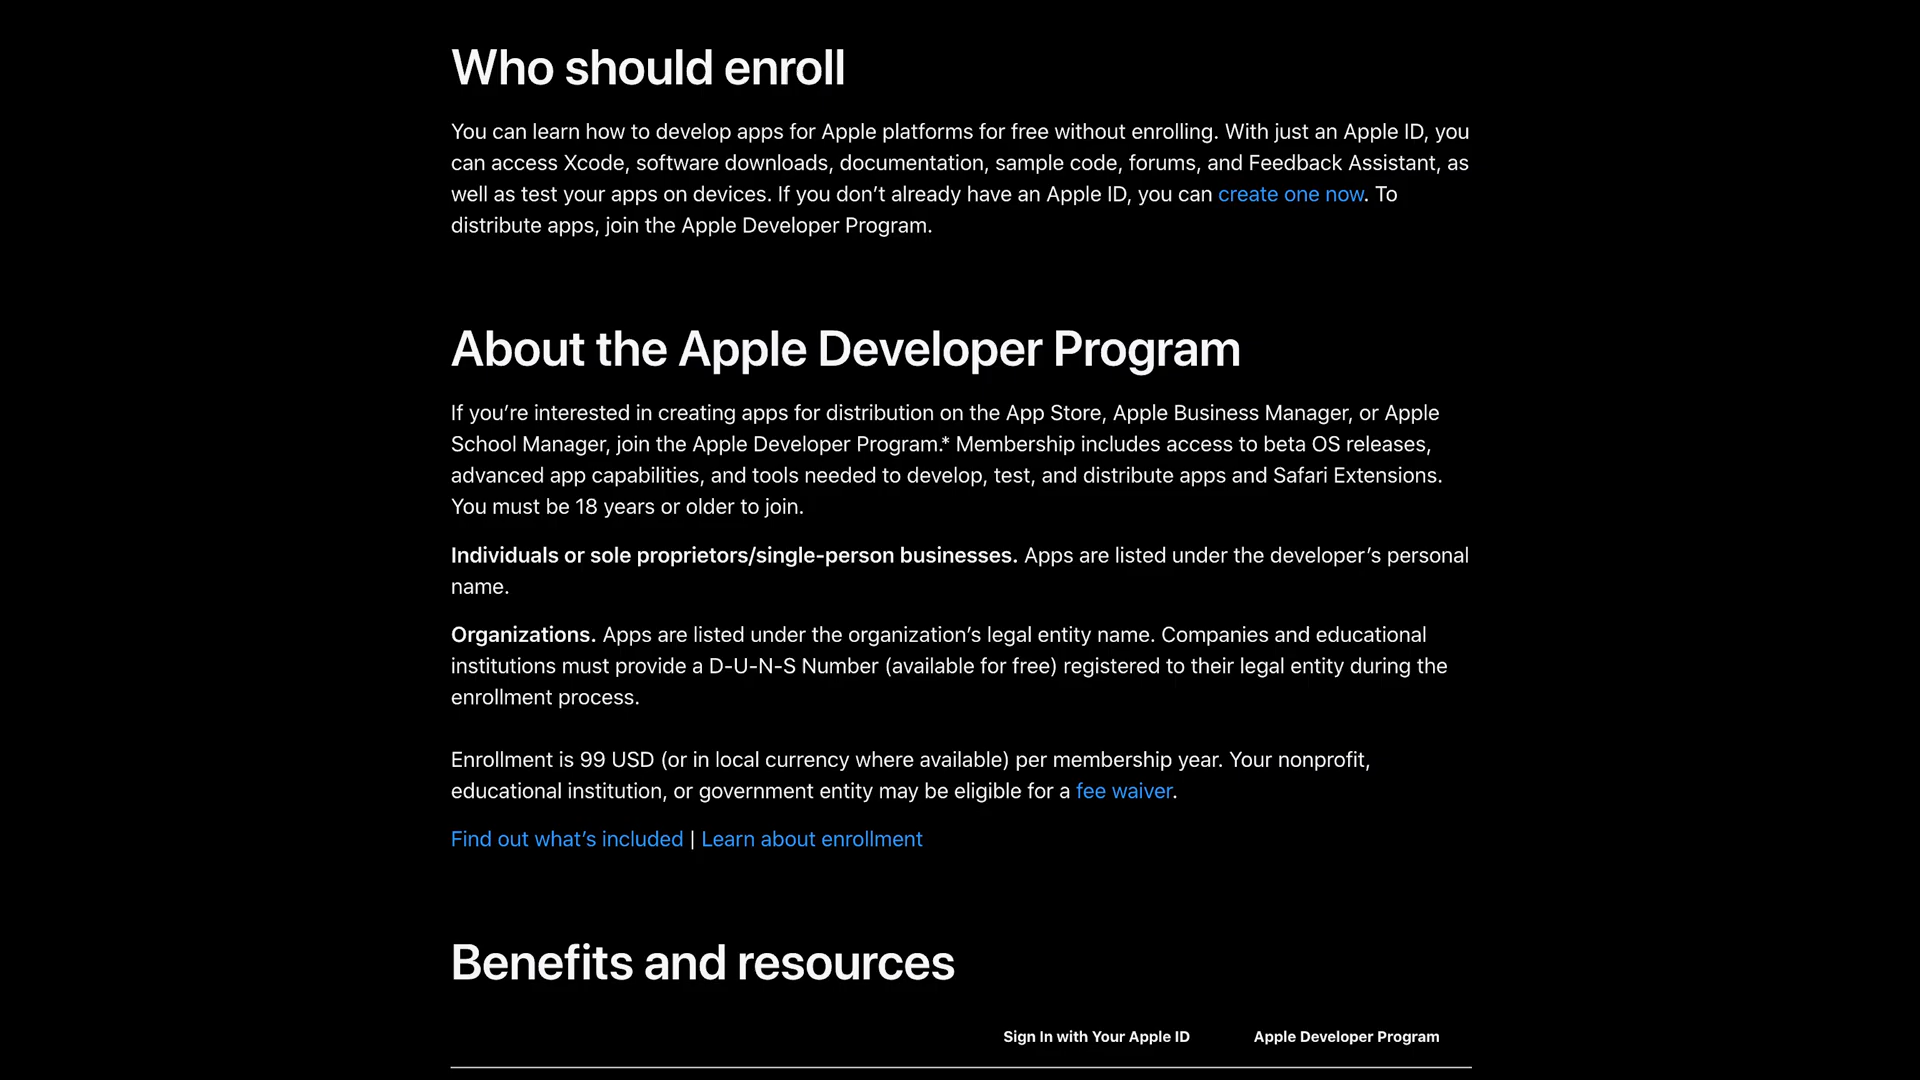 Who should enroll
You can learn how to develop apps for Apple platforms for free without enrolling. With just an Apple ID, you
can access Xcode, software downloads, documentation, sample code, forums, and Feedback Assistant, as
well as test your apps on devices. If you don’t already have an Apple ID, you can create one now. To
distribute apps, join the Apple Developer Program.
About the Apple Developer Program
If you’re interested in creating apps for distribution on the App Store, Apple Business Manager, or Apple
School Manager, join the Apple Developer Program.* Membership includes access to beta OS releases,
advanced app capabilities, and tools needed to develop, test, and distribute apps and Safari Extensions.
You must be 18 years or older to join.
Individuals or sole proprietors/single-person businesses. Apps are listed under the developer’s personal
name.
Organizations. Apps are listed under the organization’s legal entity name. Companies and educational
institutions must provide a D-U-N-S Number (available for free) registered to their legal entity during the
enrollment process.
Enrollment is 99 USD (or in local currency where available) per membership year. Your nonprofit,
educational institution, or government entity may be eligible for a fee waiver.
Find out what’s included | Learn about enrollment
Benefits and resources
Sign In with Your Apple ID Apple Developer Program